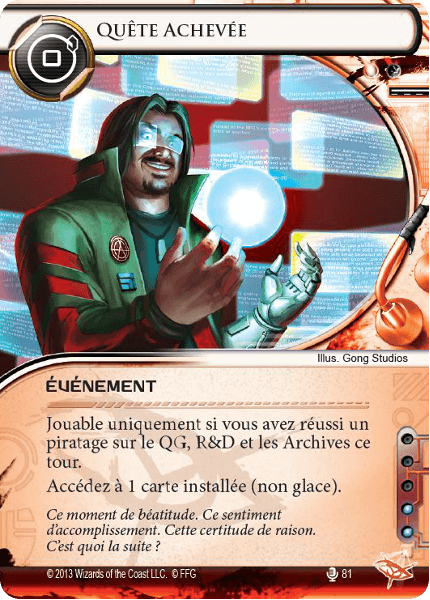 Quête Achevée
Illus. Gong Studios
ÉVÉNEMENT
Jouable uniquement si vous avez réussi un
piratage sur le QG, R&D et les Archives ce
tour.
Accédez à 1 carte installée (non glace).
Ce moment de béatitude. Ce sentiment
d'accomplissement. Cette certitude de raison.
C'est quoi la suite ?
© 2013 Wizards of the Coast LLC. © FFG
81